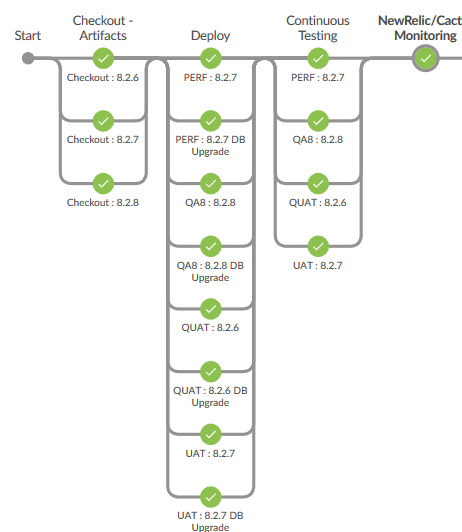 Start
Checkout -
Artifacts
Deploy
Continuous
Testing
NewRelic/Cact
Monitoring
Checkout : 8.2.6
Checkout : 8.2.7
Checkout : 8.2.8
PERF : 8.2.7
PERF : 8.2.7 DB
Upgrade
QA8 : 8.2.8
QA8 : 8.2.8 DB
Upgrade
QUAT : 8.2.6
QUAT : 8.2.6 DB
Upgrade
UAT : 8.2.7
UAT : 8.2.7 DB
Upgrade
PERF : 8.2.7
QA8 : 8.2.8
QUAT : 8.2.6
UAT : 8.2.7